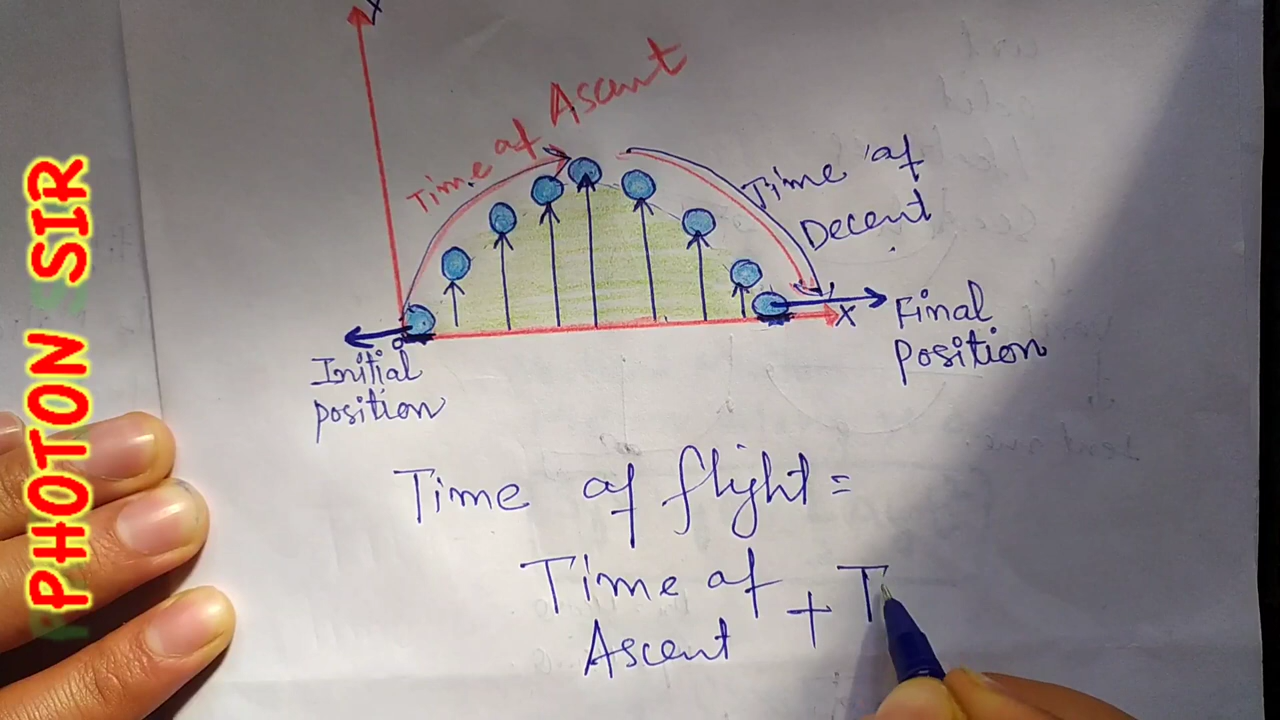 PHOTON SIR
Time of Ascent
Time of
Decent
X
Initial
position
Final
position
Time of flight =
Time of + T
Ascent